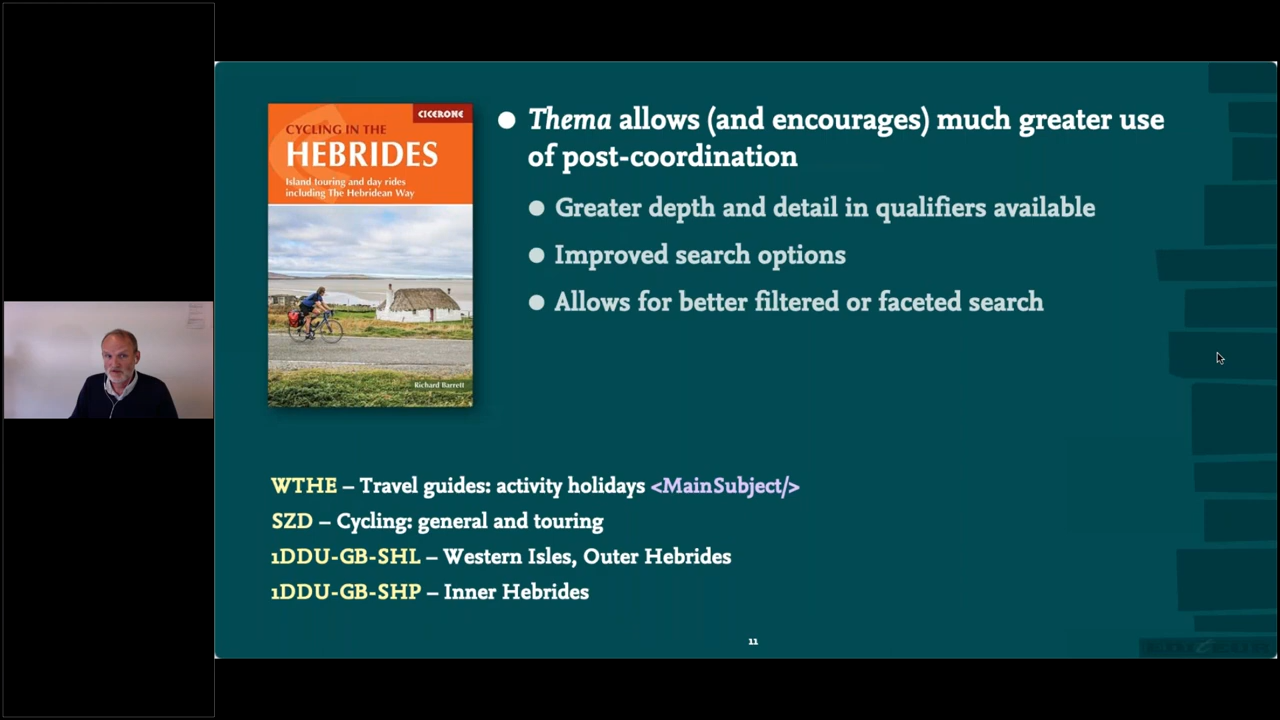 CICERONE
CYCLING IN THE
HEBRIDES
Island touring and day rides
including The Hebridean Way
Richard Barrett
● Thema allows (and encourages) much greater use
of post-coordination
● Greater depth and detail in qualifiers available
● Improved search options
● Allows for better filtered or faceted search
WTHE – Travel guides: activity holidays <MainSubject/>
SZD – Cycling: general and touring
1DDU-GB-SHL – Western Isles, Outer Hebrides
1DDU-GB-SHP – Inner Hebrides
11